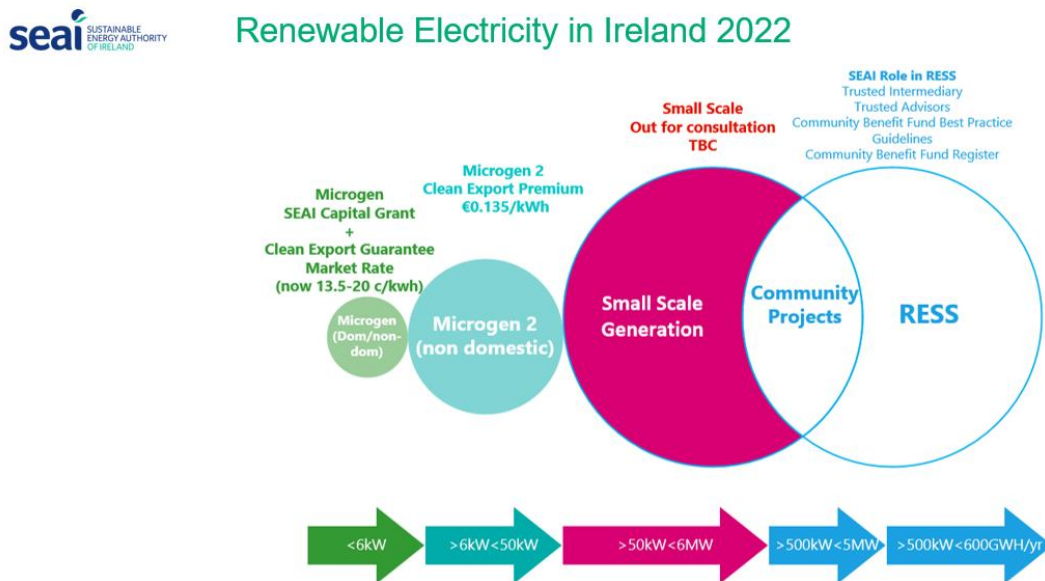 seai
SUSTAINABLE
ENERGY AUTHORITY
OF IRELAND
Renewable Electricity in Ireland 2022
SEAI Role in RESS
Trusted Intermediary
Trusted Advisors
Community Benefit Fund Best Practice
Guidelines
Community Benefit Fund Register
Small Scale
Out for consultation
TBC
Microgen 2
Clean Export Premium
€0.135/kWh
Microgen
SEAI Capital Grant
+
Clean Export Guarantee
Market Rate
(now 13.5-20 c/kwh)
Microgen
(Dom/non-
dom)
Microgen 2
(non domestic)
Small Scale
Generation
Community
Projects
RESS
<6kW
>6kW<50kW
>50kW<6MW
>500kW<5MW
>500kW<600GWH/yr